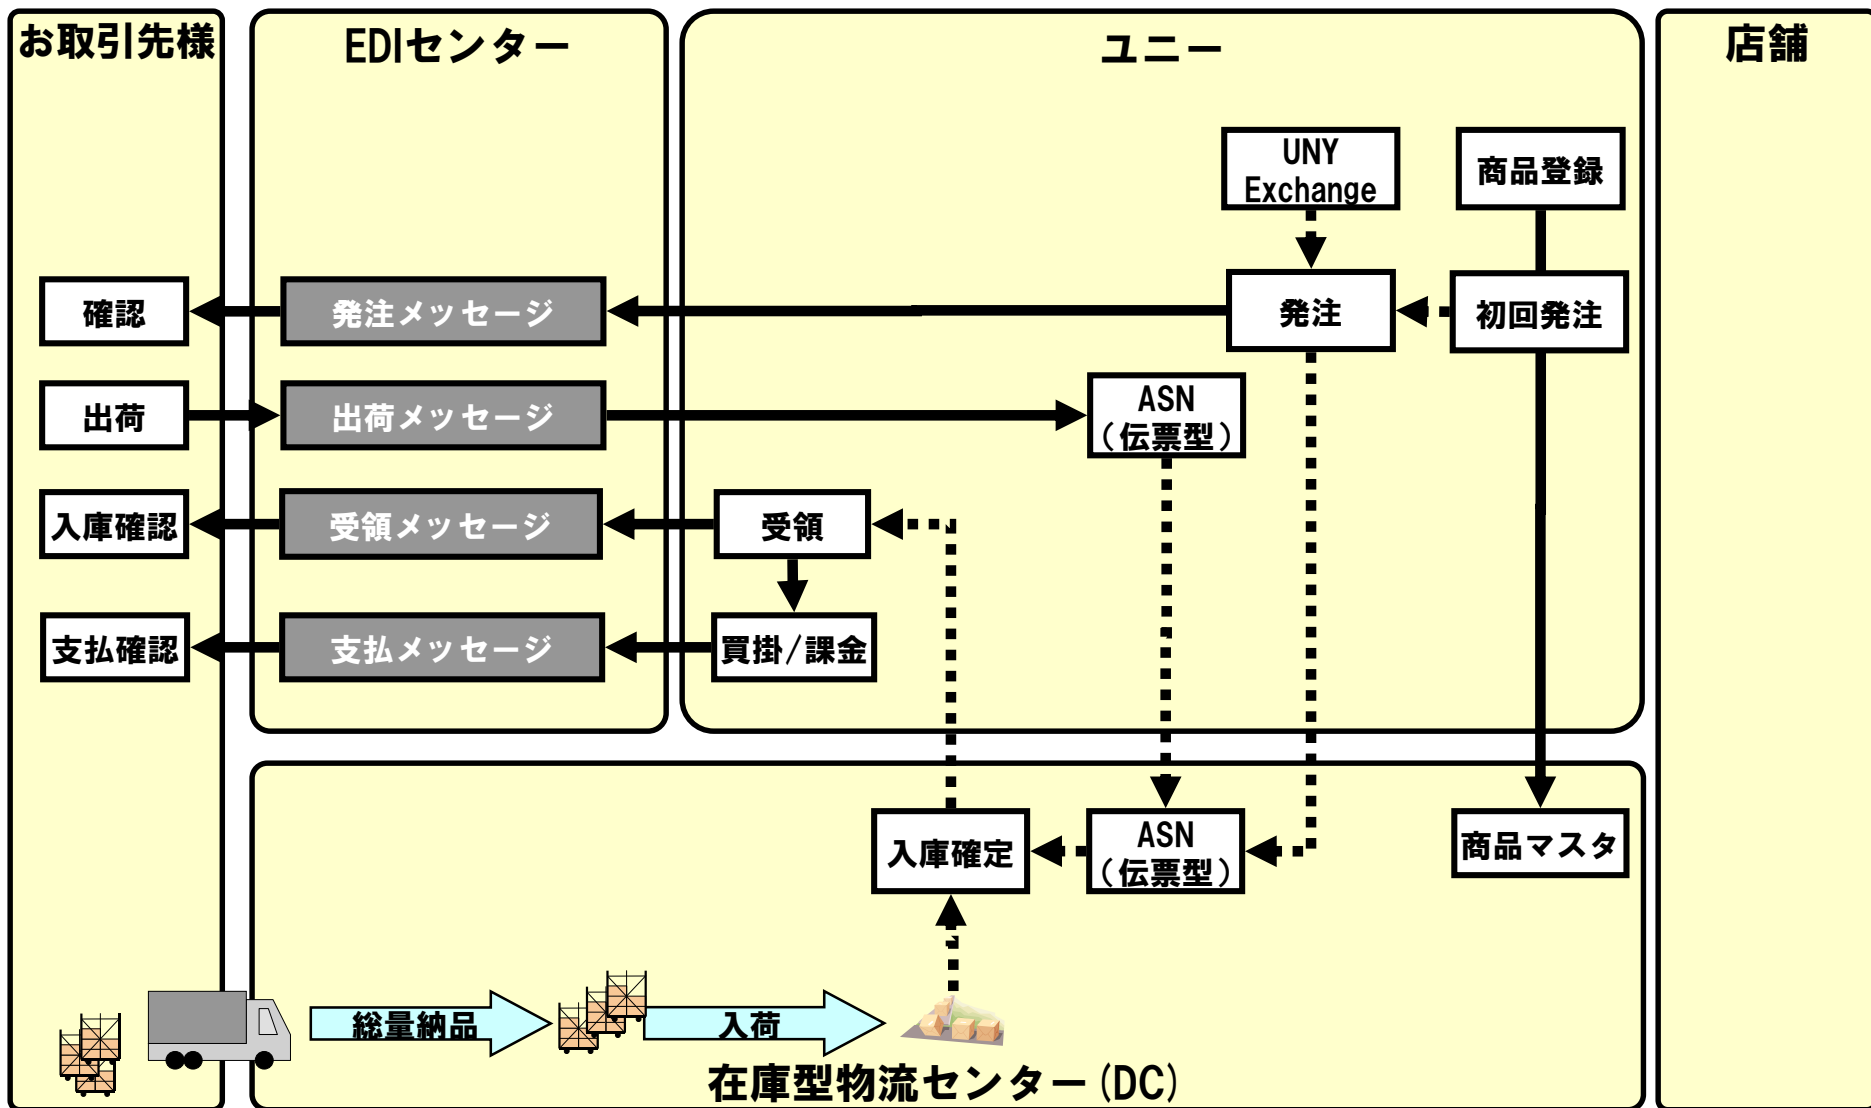 お取引先様
EDIセンター
ユニー
店舗
UNY
Exchange
商品登録
確認
発注メッセージ
発注
初回発注
出荷
出荷メッセージ
ASN
(伝票型)
入庫確認
受領メッセージ
受領
支払確認
支払メッセージ
買掛/課金
入庫確定
ASN
(伝票型)
商品マスタ
総量納品
入荷
在庫型物流センター(DC)